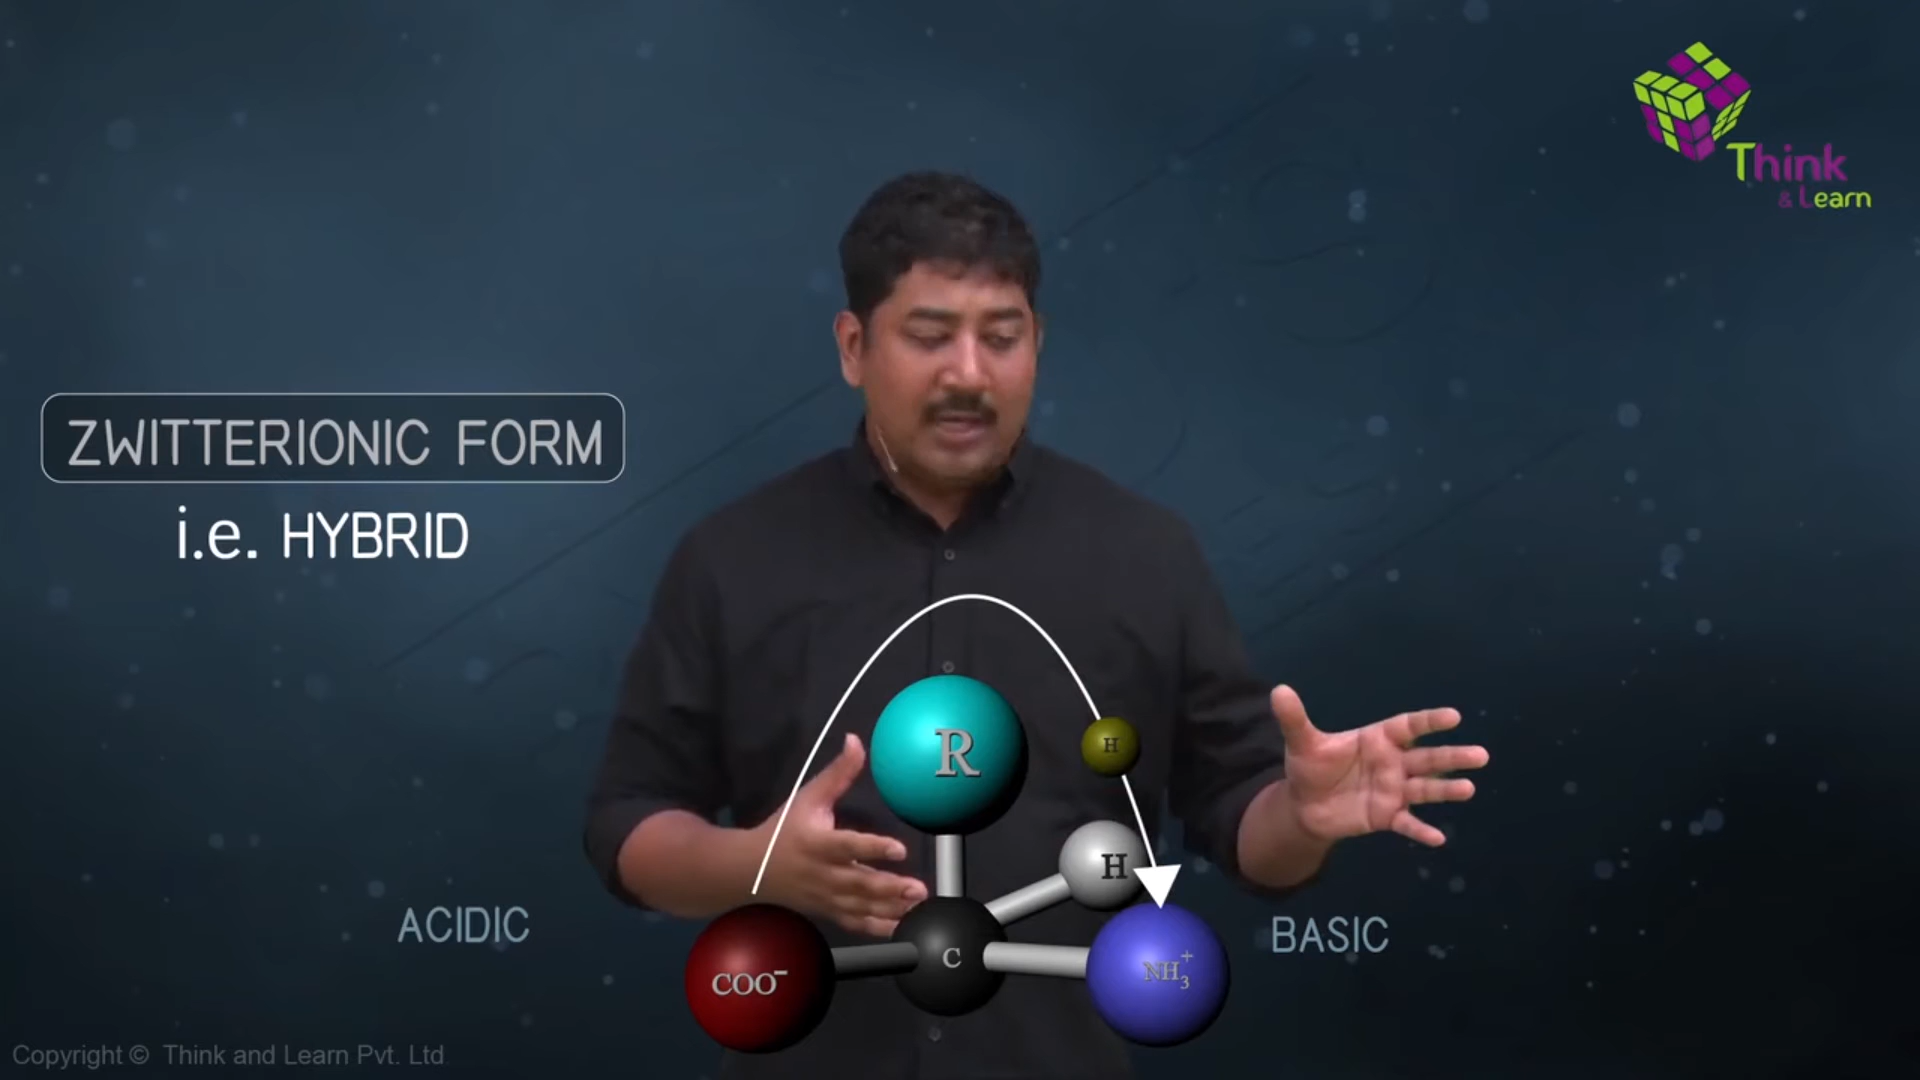 Think
& Learn
ZWITTERIONIC FORM
i.e. HYBRID
R
H
H
ACIDIC
BASIC
COO⁻
C
NH₃⁺
Copyright © Think and Learn Pvt. Ltd